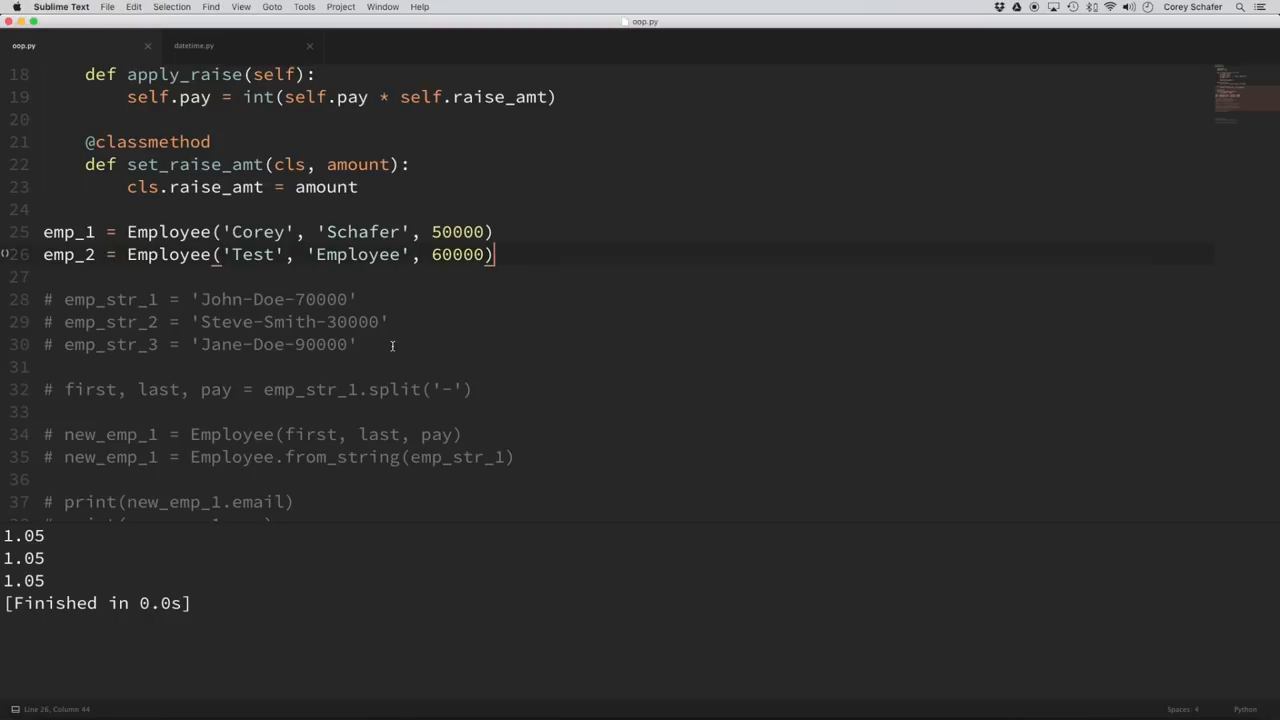 Sublime Text File Edit Selection Find View Goto Tools Project Window Help Corey Schafer
oop.py
oop.py datetime.py
18 def apply_raise(self):
19 self.pay = int(self.pay * self.raise_amt)
20
21 @classmethod
22 def set_raise_amt(cls, amount):
23 cls.raise_amt = amount
24
25 emp_1 = Employee('Corey', 'Schafer', 50000)
26 emp_2 = Employee('Test', 'Employee', 60000)
27
28 # emp_str_1 = 'John-Doe-70000'
29 # emp_str_2 = 'Steve-Smith-30000'
30 # emp_str_3 = 'Jane-Doe-90000'
31
32 # first, last, pay = emp_str_1.split('-')
33
34 # new_emp_1 = Employee(first, last, pay)
35 # new_emp_1 = Employee.from_string(emp_str_1)
36
37 # print(new_emp_1.email)
1.05
1.05
1.05
[Finished in 0.0s]
Line 26, Column 44 Spaces: 4 Python